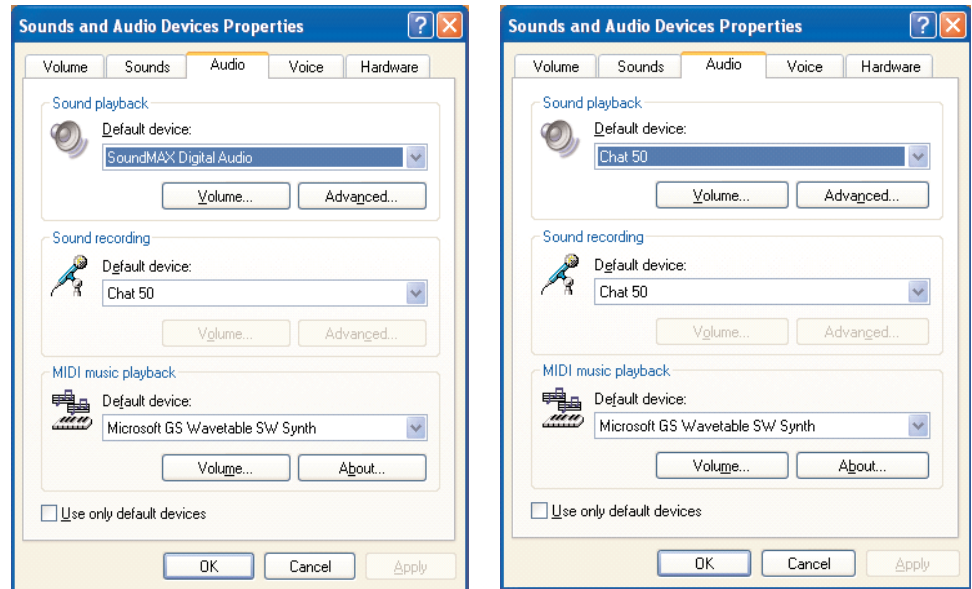 Sounds and Audio Devices Properties
Volume Sounds Audio Voice Hardware
Sound playback
Default device:
SoundMAX Digital Audio
Volume... Advanced...
Sound recording
Default device:
Chat 50
Volume... Advanced...
MIDI music playback
Default device:
Microsoft GS Wavetable SW Synth
Volume... About...
Use only default devices
OK Cancel Apply
Sounds and Audio Devices Properties
Volume Sounds Audio Voice Hardware
Sound playback
Default device:
Chat 50
Volume... Advanced...
Sound recording
Default device:
Chat 50
Volume... Advanced...
MIDI music playback
Default device:
Microsoft GS Wavetable SW Synth
Volume... About...
Use only default devices
OK Cancel Apply